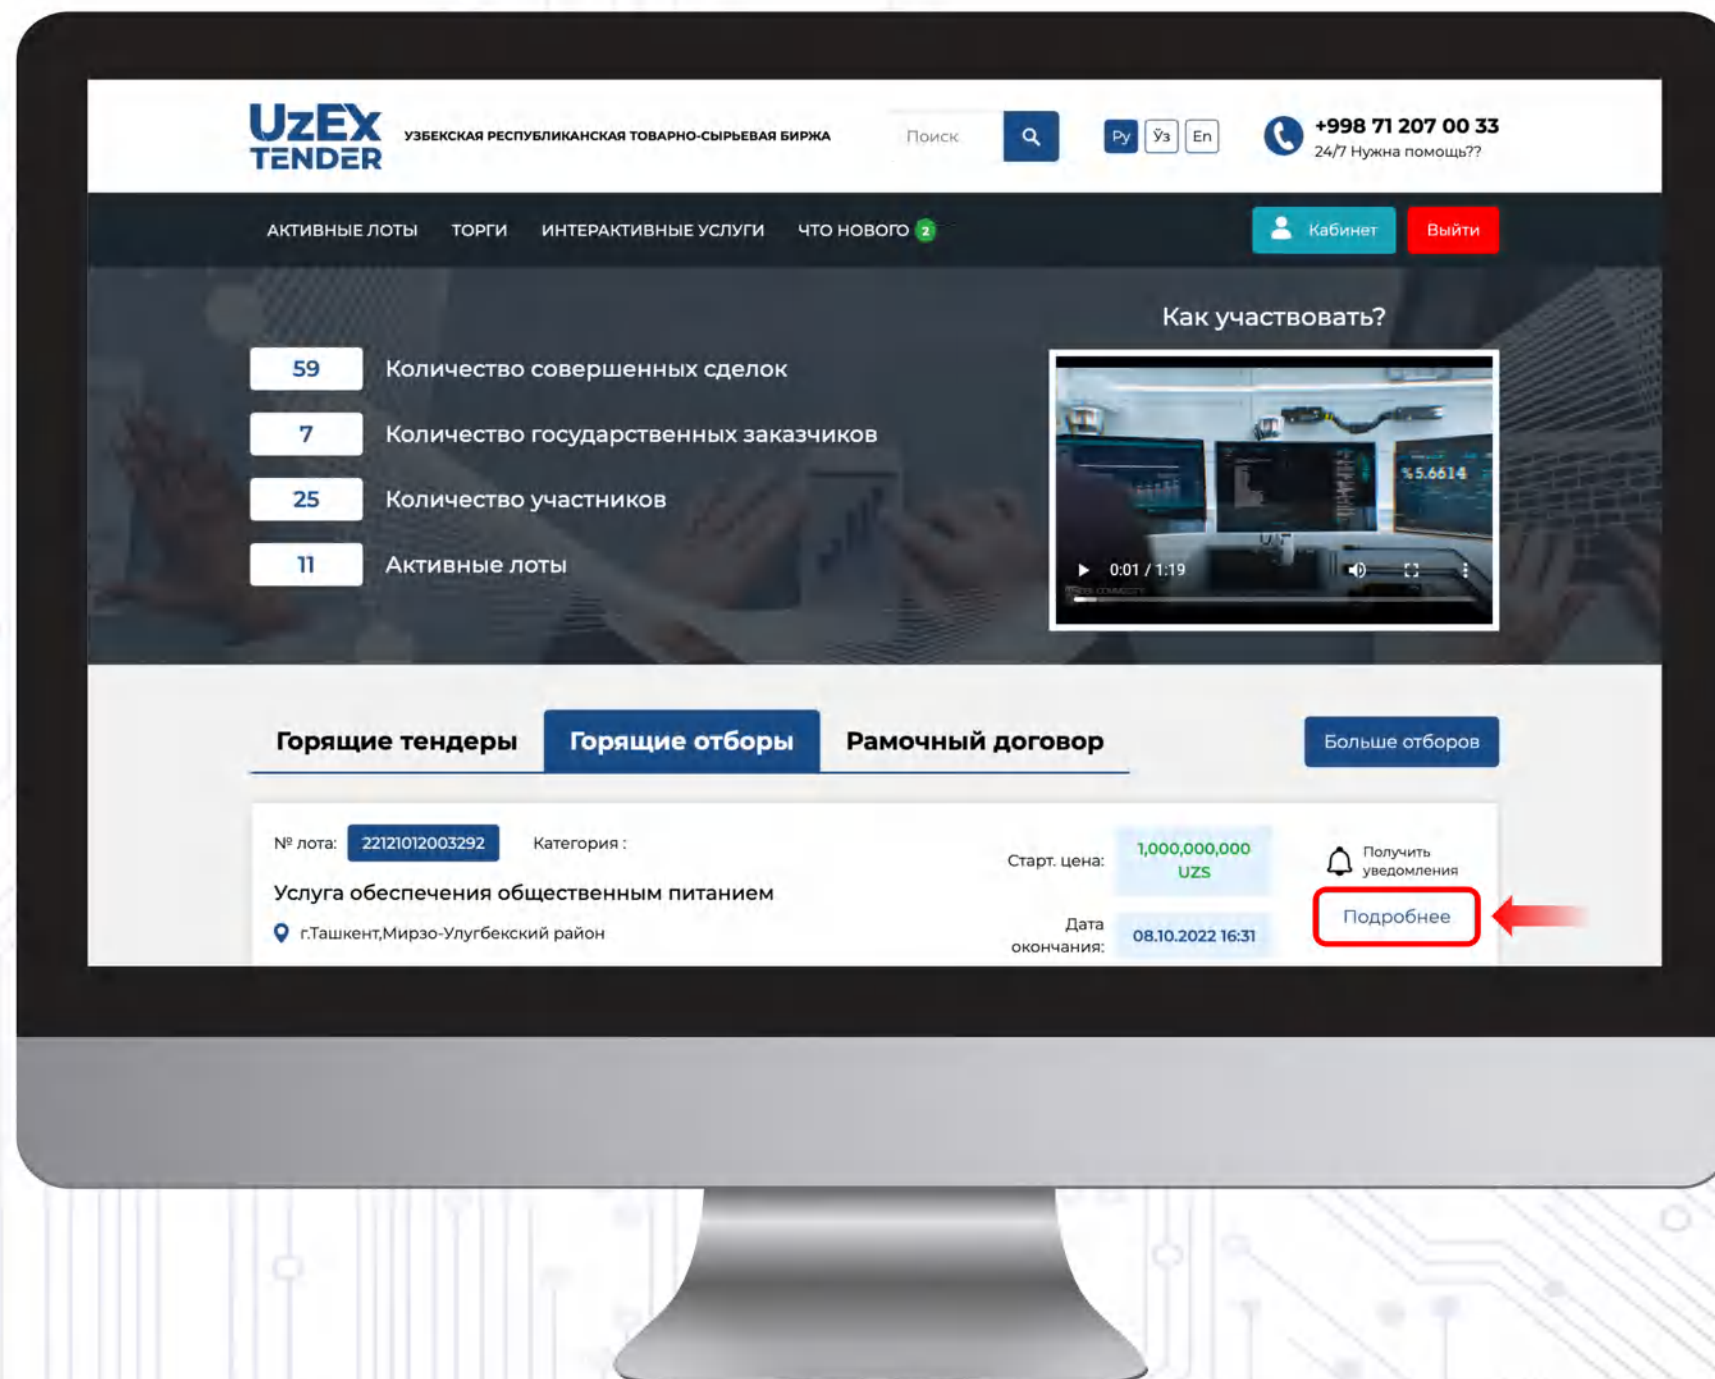 UzEX
TENDER
УЗБЕКСКАЯ РЕСПУБЛИКАНСКАЯ ТОВАРНО-СЫРЬЕВАЯ БИРЖА
Поиск
Ру Ўз En
+998 71 207 00 33
24/7 Нужна помощь??
АКТИВНЫЕ ЛОТЫ ТОРГИ ИНТЕРАКТИВНЫЕ УСЛУГИ ЧТО НОВОГО 2
Кабинет Выйти
59 Количество совершенных сделок
7 Количество государственных заказчиков
25 Количество участников
11 Активные лоты
Как участвовать?
%5.6614
0:01 / 1:19
Горящие тендеры Горящие отборы Рамочный договор Больше отборов
№ лота: 22121012003292 Категория :
Услуга обеспечения общественным питанием
г.Ташкент,Мирзо-Улугбекский район
Старт. цена: 1,000,000,000
UZS
Дата
окончания: 08.10.2022 16:31
Получить
уведомления
Подробнее